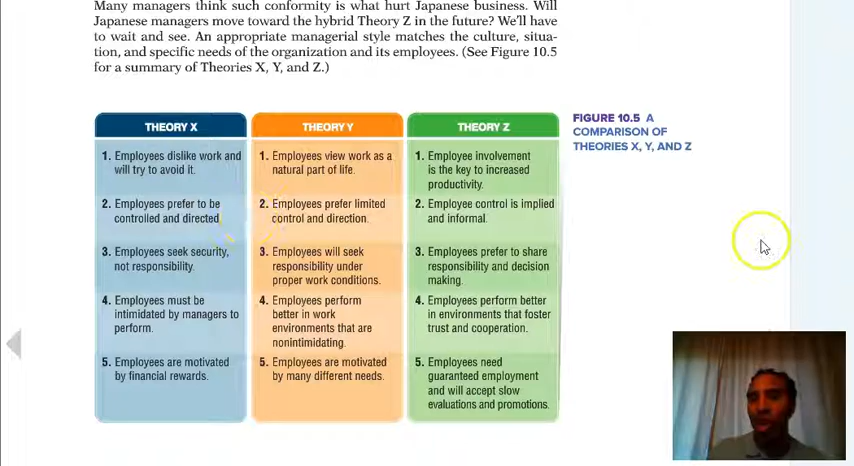 Many managers think such conformity is what hurt Japanese business. Will
Japanese managers move toward the hybrid Theory Z in the future? We'll have
to wait and see. An appropriate managerial style matches the culture, situa-
tion, and specific needs of the organization and its employees. (See Figure 10.5
for a summary of Theories X, Y, and Z.)
THEORY X
1. Employees dislike work and
will try to avoid it.
2. Employees prefer to be
controlled and directed.
3. Employees seek security,
not responsibility.
4. Employees must be
intimidated by managers to
perform.
5. Employees are motivated
by financial rewards.
THEORY Y
1. Employees view work as a
natural part of life.
2. Employees prefer limited
control and direction.
3. Employees will seek
responsibility under
proper work conditions.
4. Employees perform
better in work
environments that are
nonintimidating.
5. Employees are motivated
by many different needs.
THEORY Z
1. Employee involvement
is the key to increased
productivity.
2. Employee control is implied
and informal.
3. Employees prefer to share
responsibility and decision
making.
4. Employees perform better
in environments that foster
trust and cooperation.
5. Employees need
guaranteed employment
and will accept slow
evaluations and promotions.
FIGURE 10.5 A
COMPARISON OF
THEORIES X, Y, AND Z